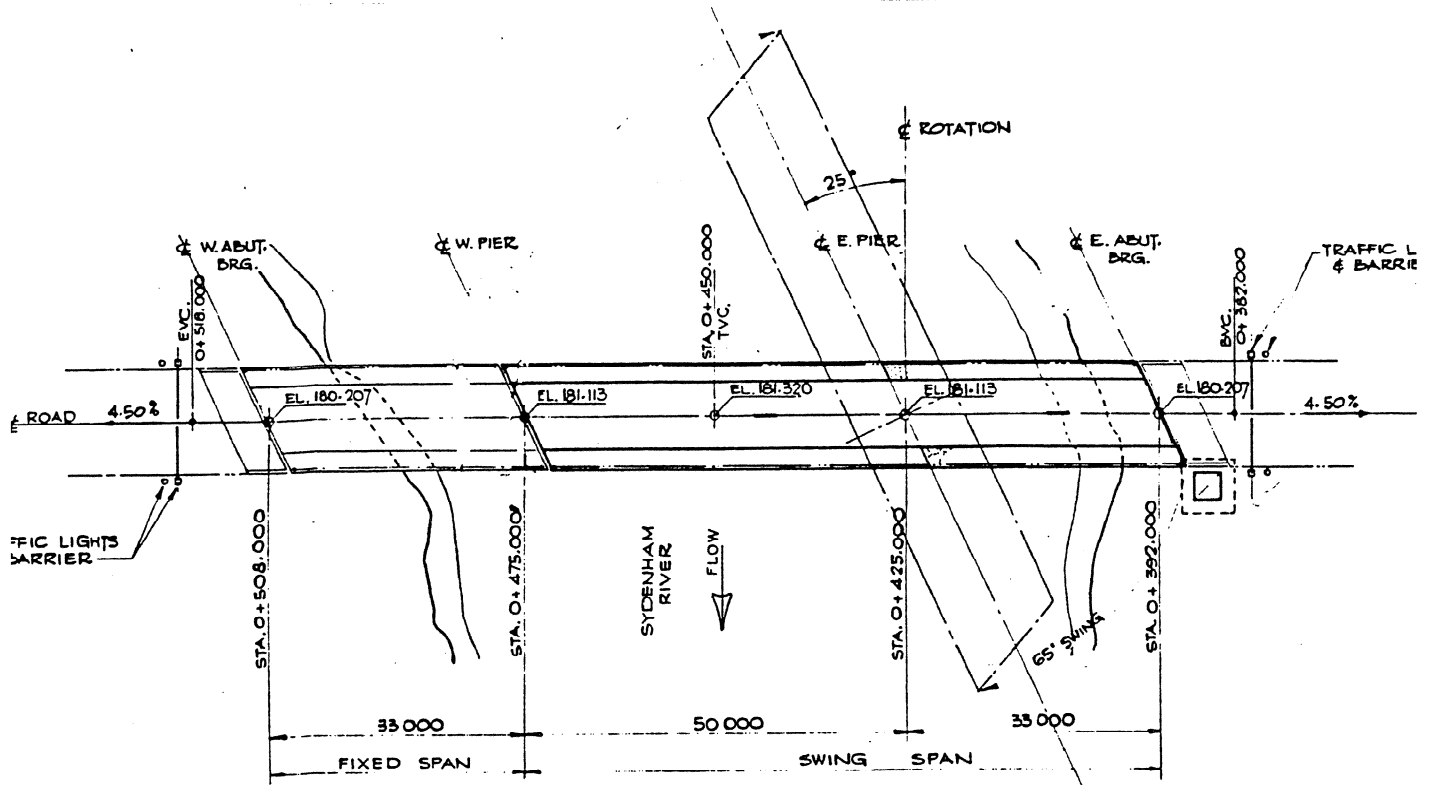 ℄ ROTATION
25°
℄ W. ABUT.
BRG.
℄ W. PIER
℄ E. PIER
℄ E. ABUT.
BRG.
TRAFFIC L
& BARRIE
EVC.
0+518.000
STA. 0+450.000
TVC.
BVC.
0+382.000
EL. 180.207
EL. 181.113
EL. 181.320
EL. 181.113
EL. 180.207
℄ ROAD
4.50%
4.50%
FFIC LIGHTS
BARRIER
STA. 0+508.000
STA. 0+475.000
SYDENHAM
RIVER
FLOW
STA. 0+425.000
STA. 0+392.000
65° SWING
33 000
50 000
33 000
FIXED SPAN
SWING SPAN